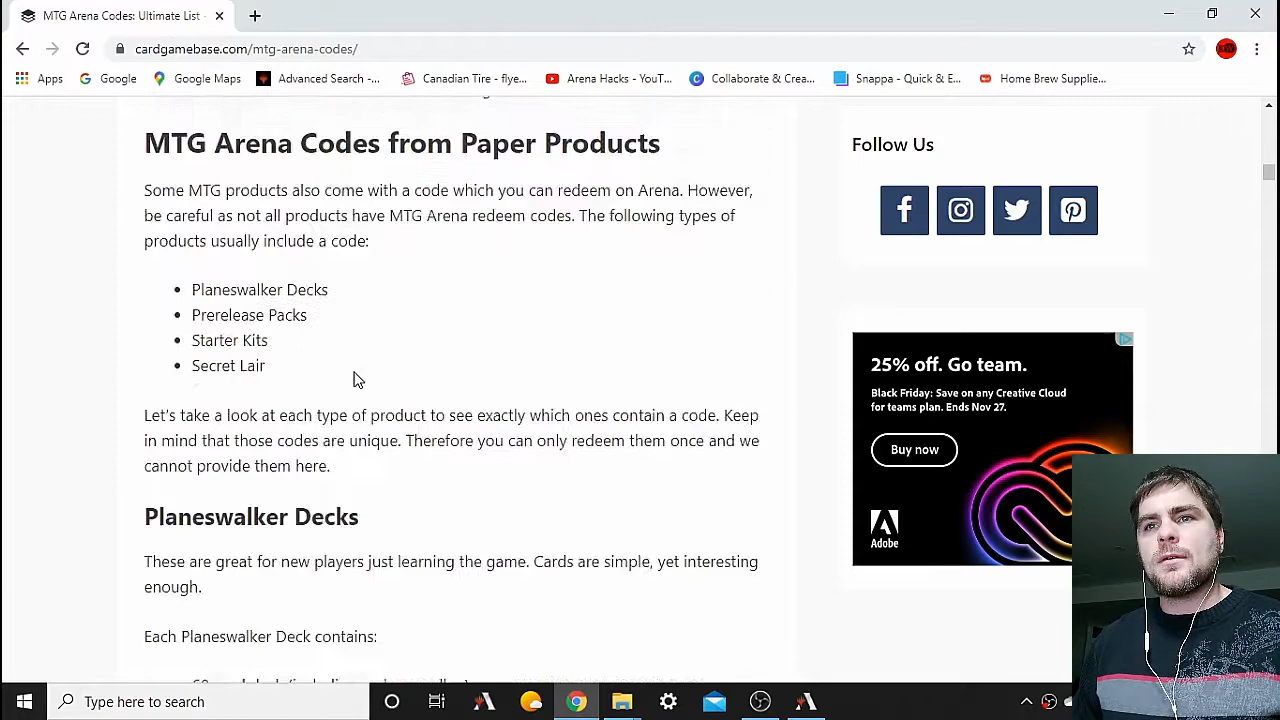 MTG Arena Codes: Ultimate List -
cardgamebase.com/mtg-arena-codes/
Apps
Google
Google Maps
Advanced Search -...
Canadian Tire - flye...
Arena Hacks - YouT...
Collaborate & Crea...
Snappa - Quick & E...
Home Brew Supplie...
MTG Arena Codes from Paper Products
Some MTG products also come with a code which you can redeem on Arena. However,
be careful as not all products have MTG Arena redeem codes. The following types of
products usually include a code:
• Planeswalker Decks
• Prerelease Packs
• Starter Kits
• Secret Lair
Let's take a look at each type of product to see exactly which ones contain a code. Keep
in mind that those codes are unique. Therefore you can only redeem them once and we
cannot provide them here.
Planeswalker Decks
These are great for new players just learning the game. Cards are simple, yet interesting
enough.
Each Planeswalker Deck contains:
Follow Us
25% off. Go team.
Black Friday: Save on any Creative Cloud
for teams plan. Ends Nov 27.
Buy now
Adobe
Type here to search